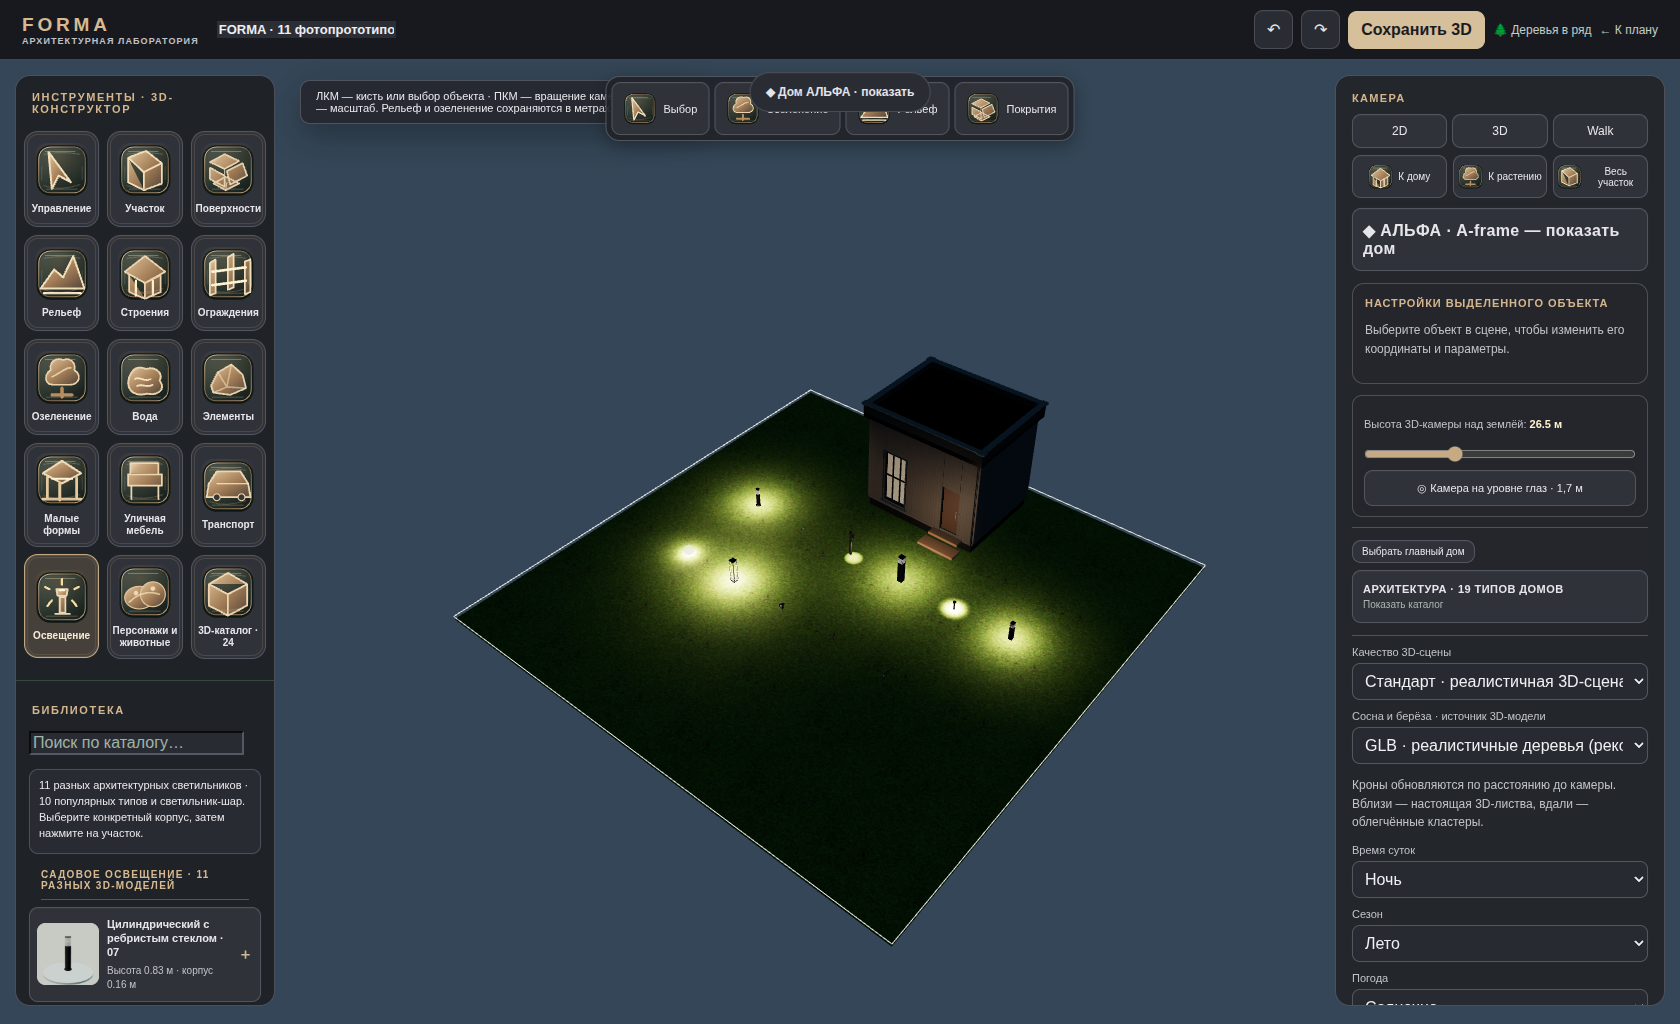 FORMA
АРХИТЕКТУРНАЯ ЛАБОРАТОРИЯ
FORMA · 11 фотопрототипо
Сохранить 3D
🌲 Деревья в ряд
← К плану
ИНСТРУМЕНТЫ · 3D-
КОНСТРУКТОР
Управление
Участок
Поверхности
Рельеф
Строения
Ограждения
Озеленение
Вода
Элементы
Малые
формы
Уличная
мебель
Транспорт
Освещение
Персонажи и
животные
3D-каталог ·
24
БИБЛИОТЕКА
Поиск по каталогу…
11 разных архитектурных светильников ·
10 популярных типов и светильник-шар.
Выберите конкретный корпус, затем
нажмите на участок.
САДОВОЕ ОСВЕЩЕНИЕ · 11
РАЗНЫХ 3D-МОДЕЛЕЙ
Цилиндрический с
ребристым стеклом ·
07
Высота 0.83 м · корпус
0.16 м
+
ЛКМ — кисть или выбор объекта · ПКМ — вращение кам
— масштаб. Рельеф и озеленение сохраняются в метра
Выбор
◆ Дом АЛЬФА · показать
Покрытия
КАМЕРА
2D
3D
Walk
К дому
К растению
Весь
участок
◆ АЛЬФА · A-frame — показать
дом
НАСТРОЙКИ ВЫДЕЛЕННОГО ОБЪЕКТА
Выберите объект в сцене, чтобы изменить его
координаты и параметры.
Высота 3D-камеры над землёй: 26.5 м
◎ Камера на уровне глаз · 1,7 м
Выбрать главный дом
АРХИТЕКТУРА · 19 ТИПОВ ДОМОВ
Показать каталог
Качество 3D-сцены
Стандарт · реалистичная 3D-сцена
Сосна и берёза · источник 3D-модели
GLB · реалистичные деревья (реко
Кроны обновляются по расстоянию до камеры.
Вблизи — настоящая 3D-листва, вдали —
облегчённые кластеры.
Время суток
Ночь
Сезон
Лето
Погода